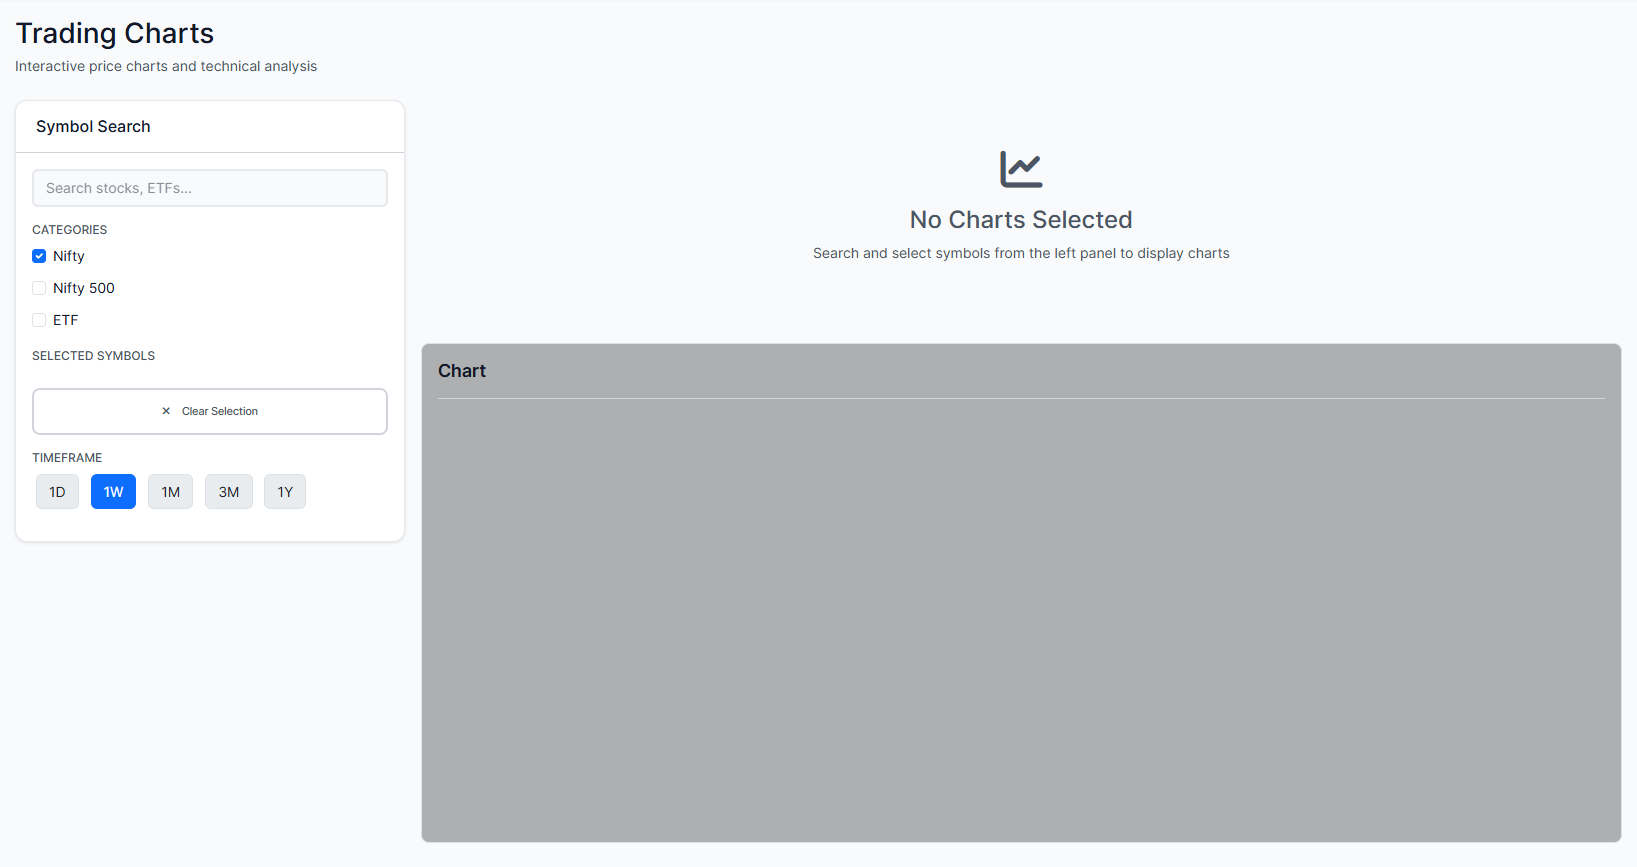 Trading Charts
Interactive price charts and technical analysis
Symbol Search
Search stocks, ETFs...
CATEGORIES
Nifty
Nifty 500
ETF
SELECTED SYMBOLS
Clear Selection
TIMEFRAME
1D 1W 1M 3M 1Y
No Charts Selected
Search and select symbols from the left panel to display charts
Chart